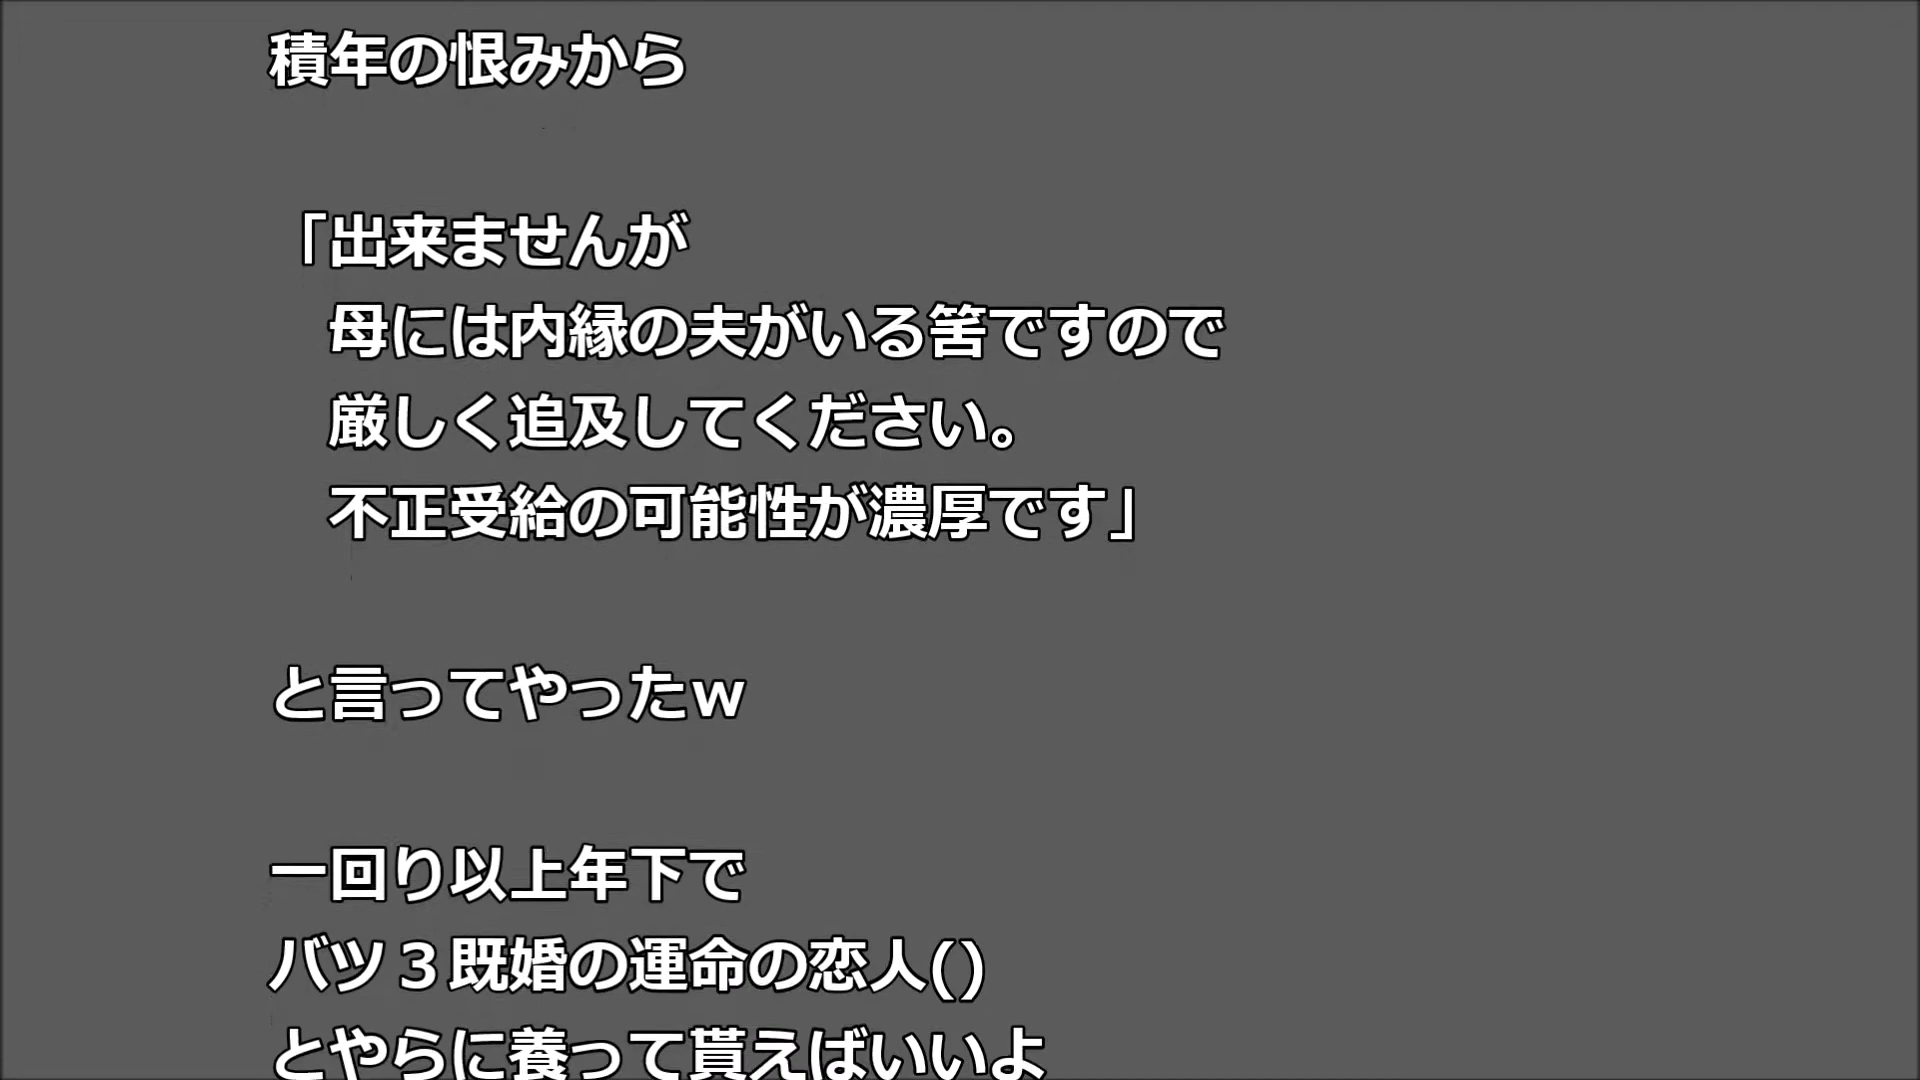 積年の恨みから
「出来ませんが
母には内縁の夫がいる筈ですので
厳しく追及してください。
不正受給の可能性が濃厚です」
と言ってやったｗ
一回り以上年下で
バツ３既婚の運命の恋人()
とやらに養って貰えばいいよ